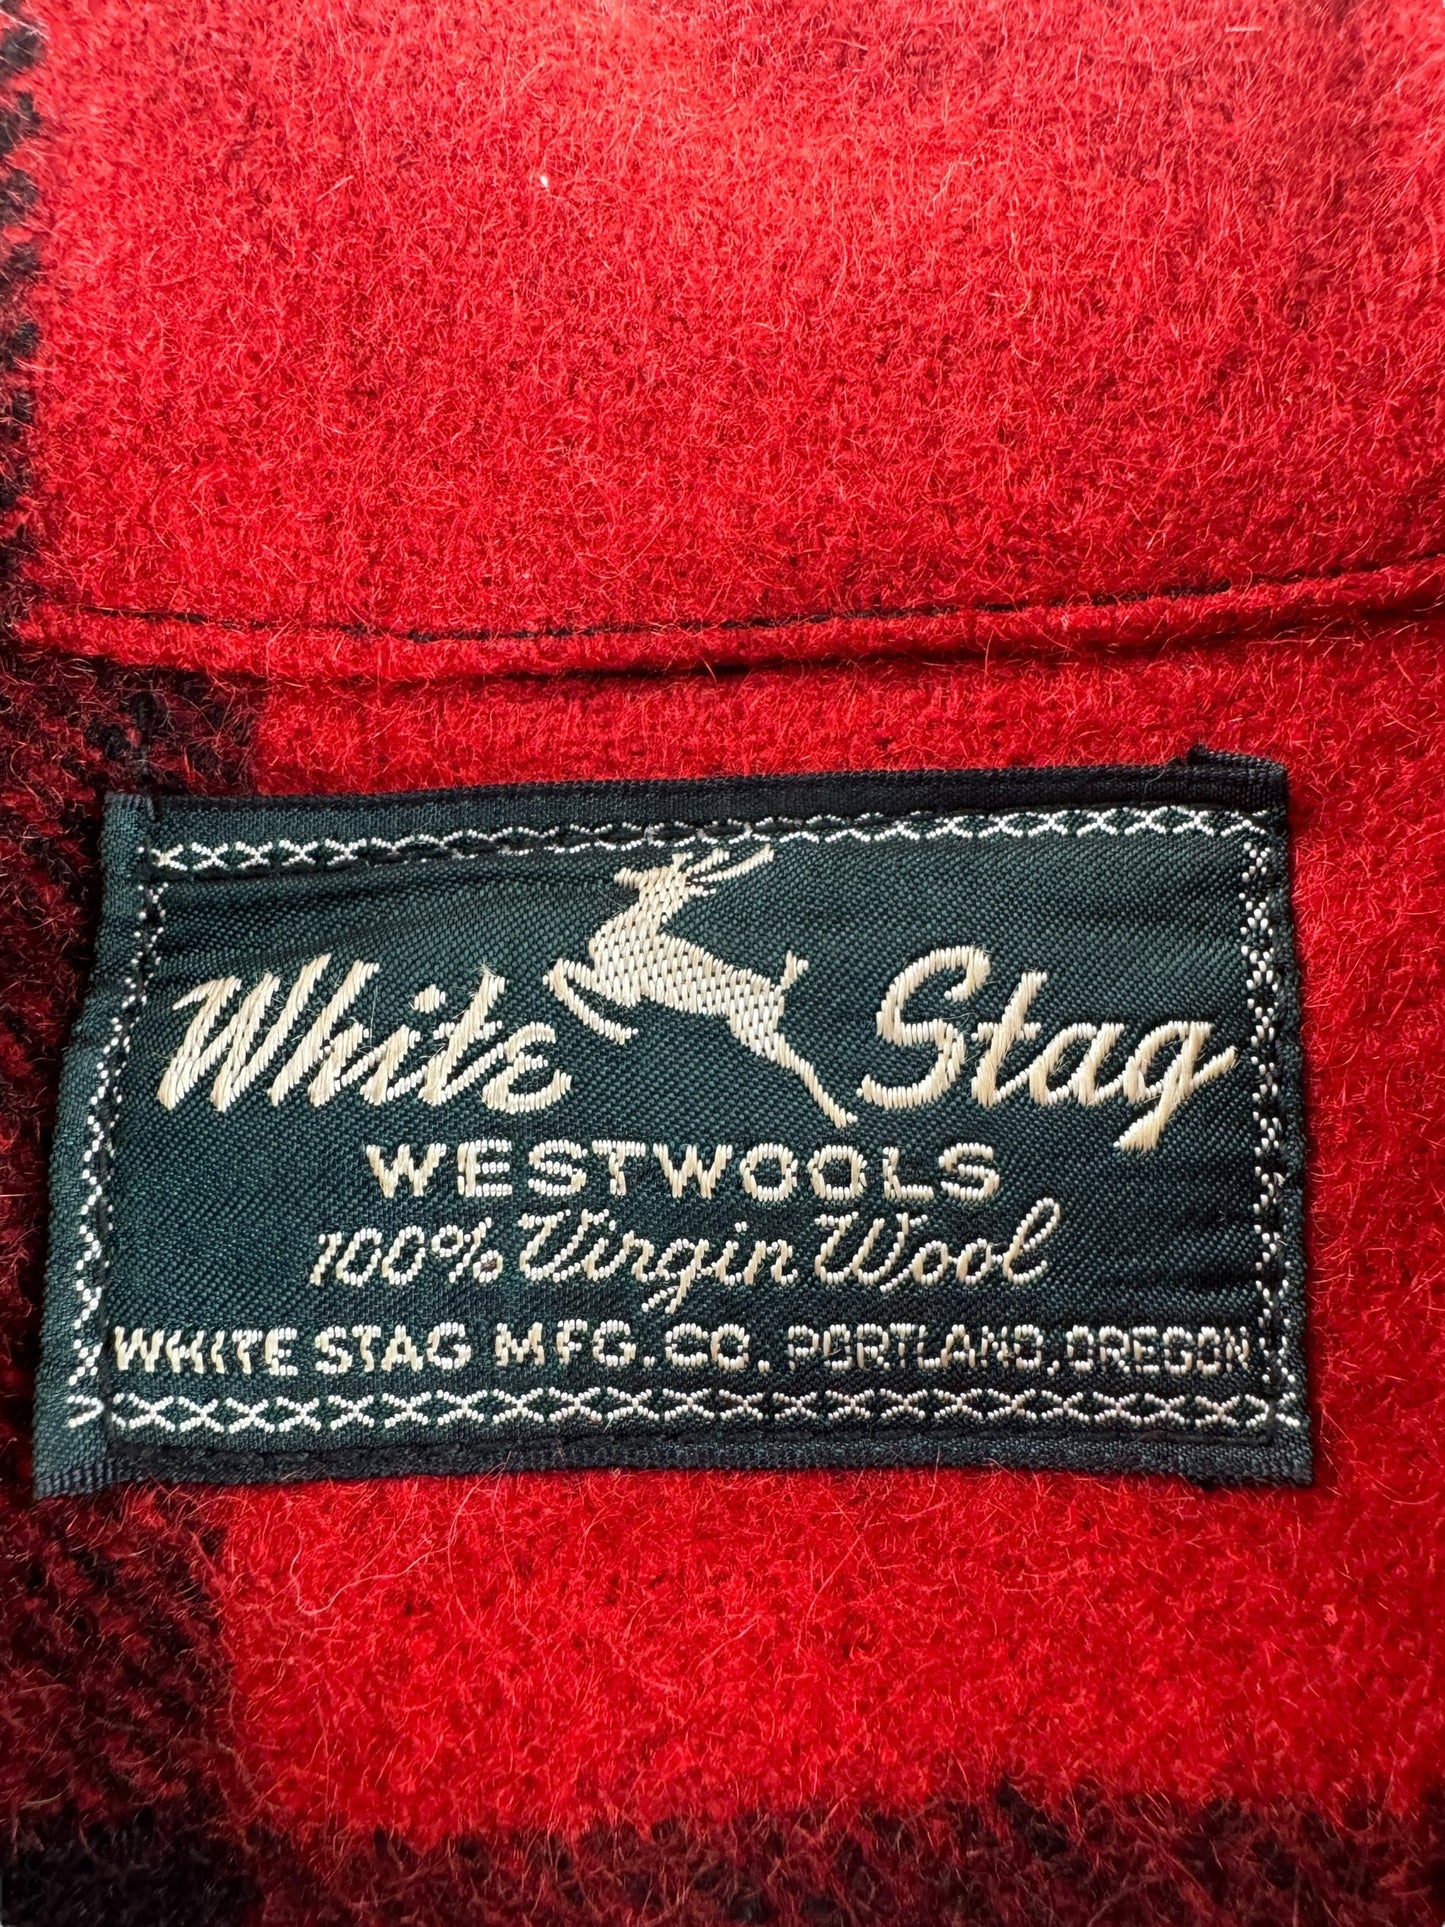 White Stag
WESTWOOLS
100% Virgin Wool
WHITE STAG MFG. CO. PORTLAND, OREGON